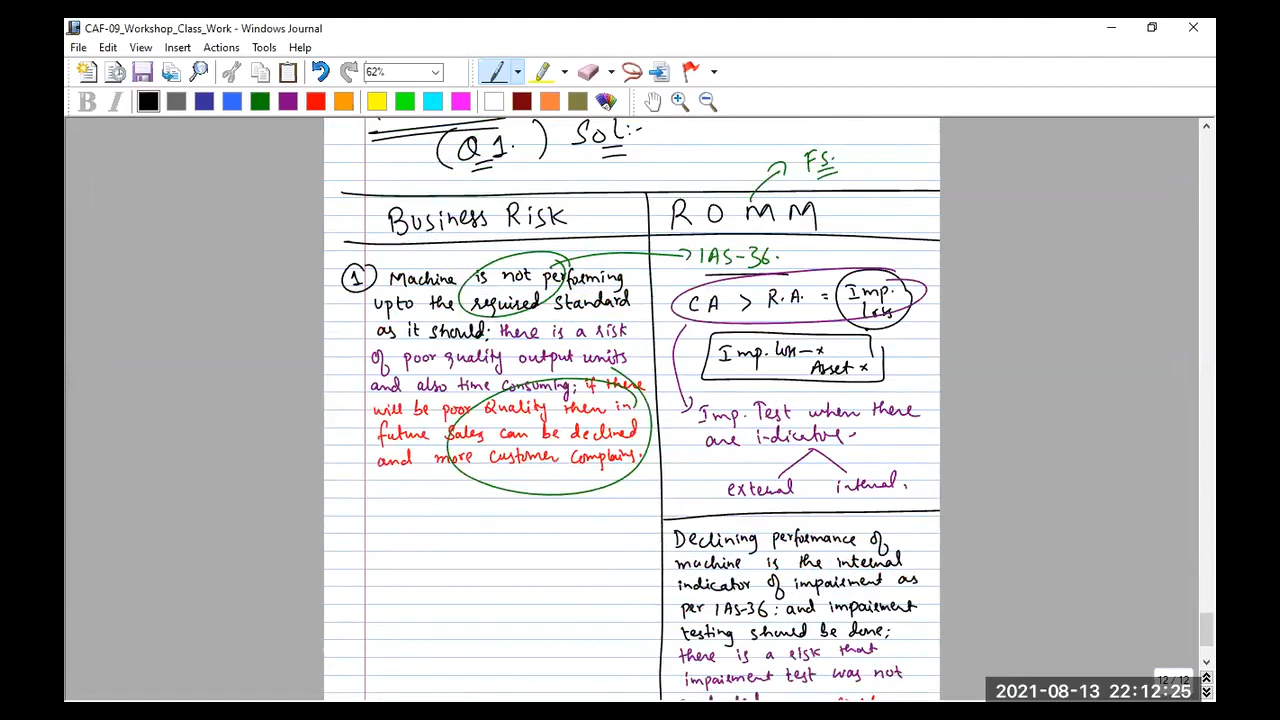 CAF-09_Workshop_Class_Work - Windows Journal
File Edit View Insert Actions Tools Help
62%
B I
(Q1.) Sol:-
FS.
Business Risk
ROMM
① Machine is not performing
upto the required standard
as it should; there is a risk
of poor quality output units
and also time consuming; if there
will be poor Quality then in
future Sales can be declined
and more customer complains.
IAS-36.
CA > R.A. = Imp.
loss
Imp. loss - x
Asset x
Imp. Test when there
are indicators -
external internal.
Declining performance of
machine is the internal
indicator of impairment as
per IAS-36: and impairment
testing should be done;
there is a risk that
impairment test was not
12/12
2021-08-13 22:12:25